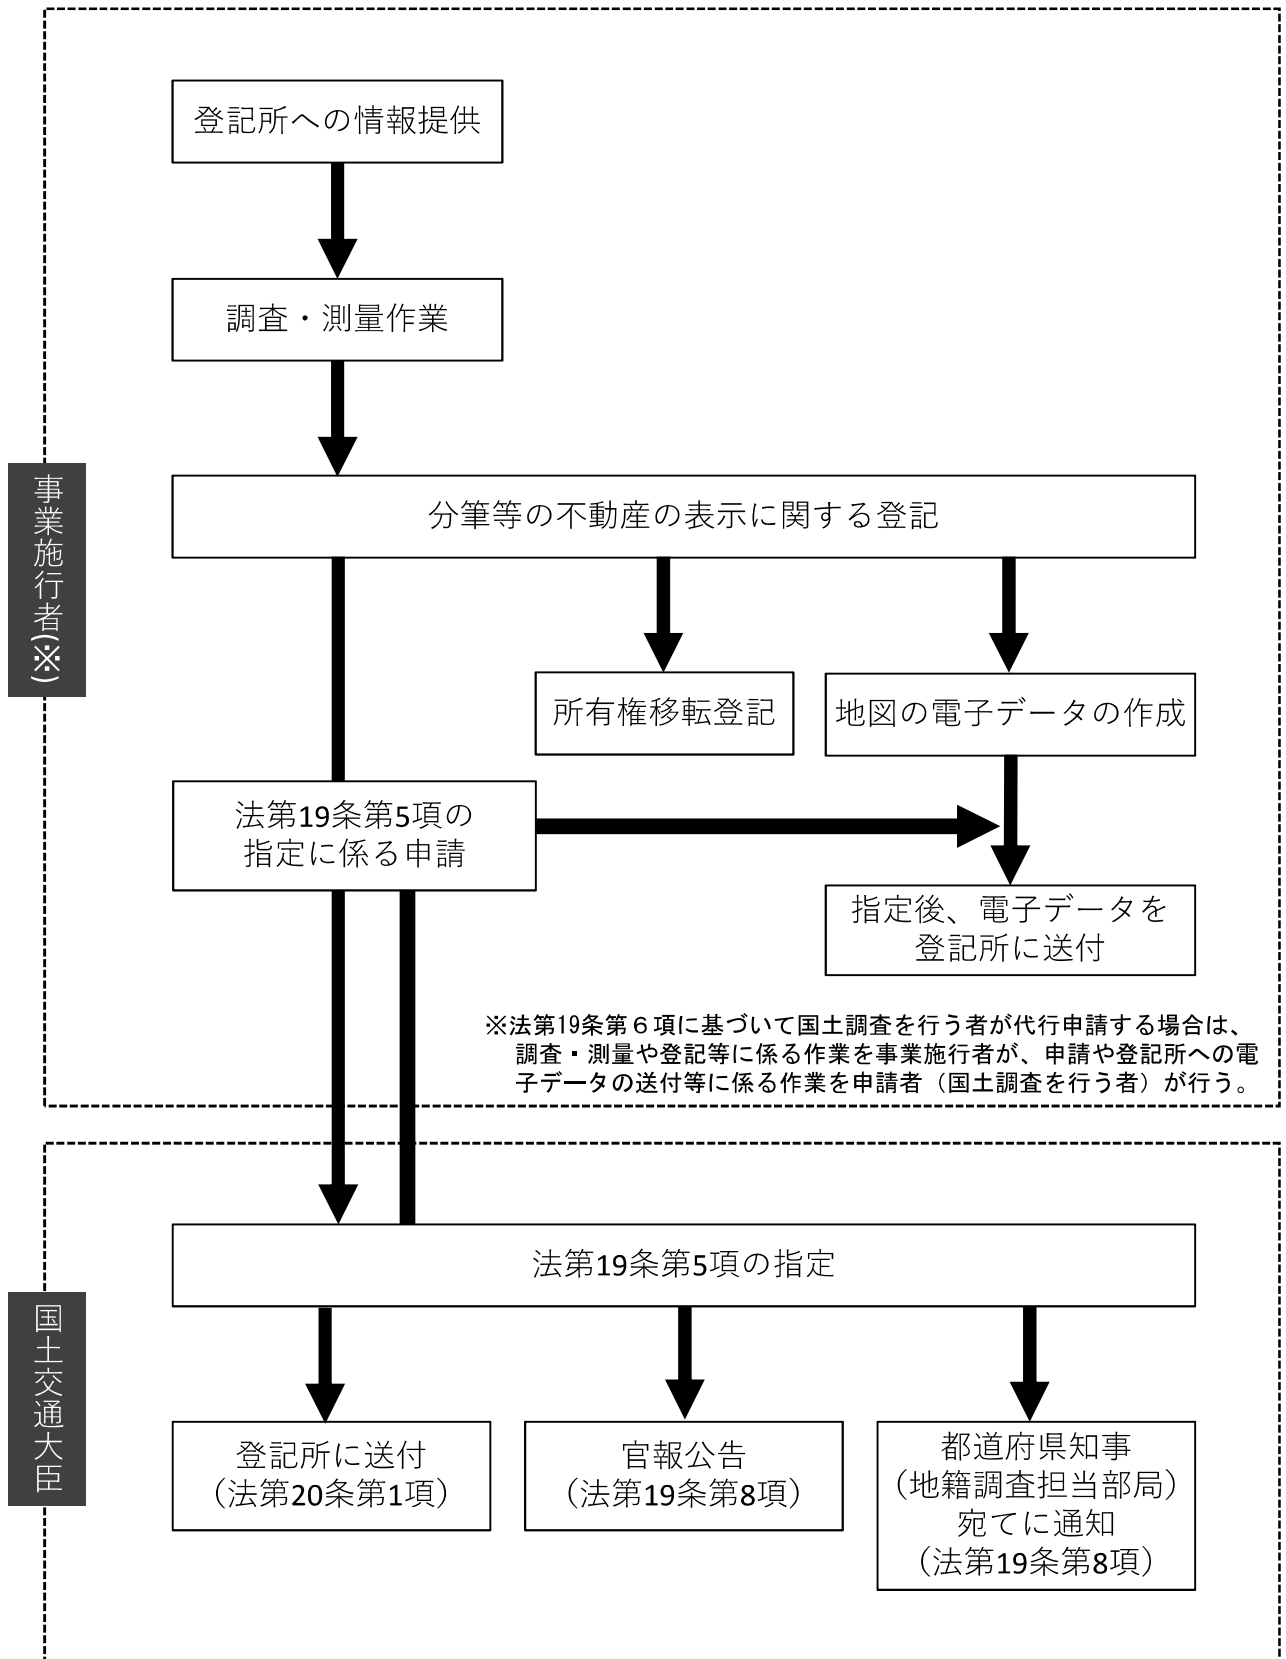 登記所への情報提供
調査・測量作業
分筆等の不動産の表示に関する登記
事業施行者(※)
所有権移転登記
地図の電子データの作成
法第19条第5項の
指定に係る申請
指定後、電子データを
登記所に送付
※法第19条第６項に基づいて国土調査を行う者が代行申請する場合は、
調査・測量や登記等に係る作業を事業施行者が、申請や登記所への電
子データの送付等に係る作業を申請者（国土調査を行う者）が行う。
法第19条第5項の指定
国土交通大臣
登記所に送付
（法第20条第1項）
官報公告
（法第19条第8項）
都道府県知事
（地籍調査担当部局）
宛てに通知
（法第19条第8項）